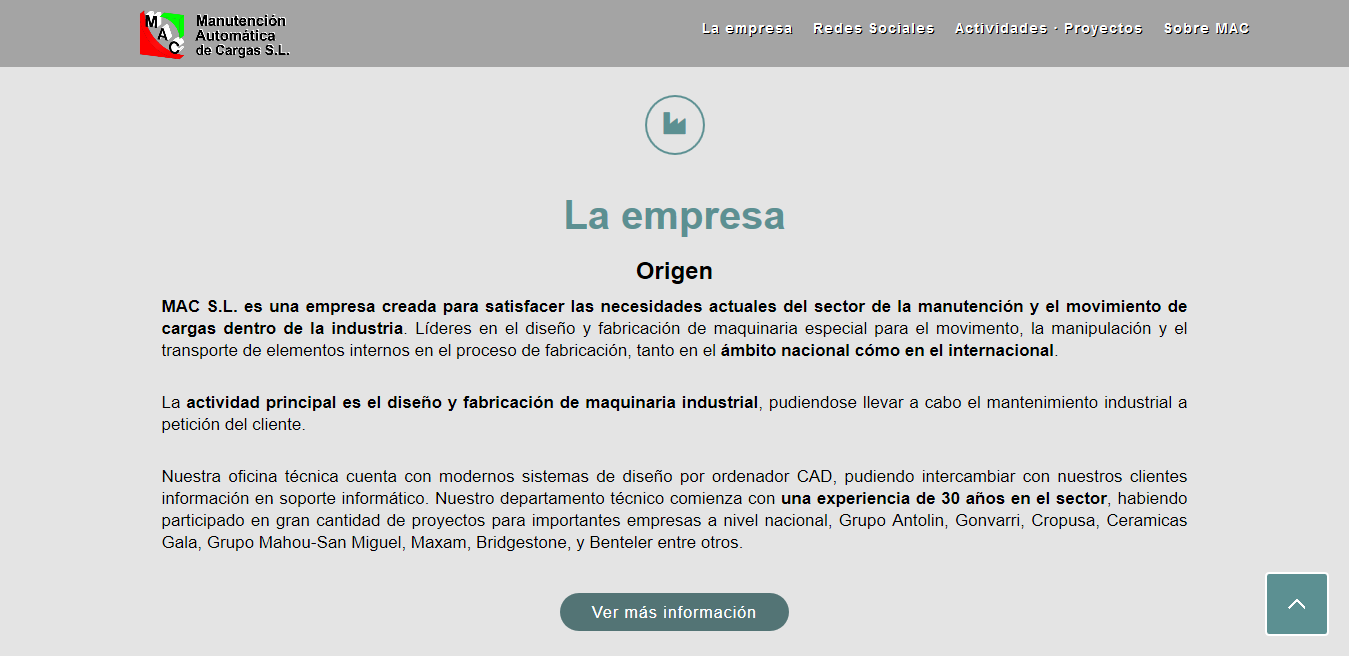 MAC
Manutención
Automática
de Cargas S.L.
La empresa Redes Sociales Actividades · Proyectos Sobre MAC
La empresa
Origen
MAC S.L. es una empresa creada para satisfacer las necesidades actuales del sector de la manutención y el movimiento de
cargas dentro de la industria. Líderes en el diseño y fabricación de maquinaria especial para el movimento, la manipulación y el
transporte de elementos internos en el proceso de fabricación, tanto en el ámbito nacional cómo en el internacional.
La actividad principal es el diseño y fabricación de maquinaria industrial, pudiendose llevar a cabo el mantenimiento industrial a
petición del cliente.
Nuestra oficina técnica cuenta con modernos sistemas de diseño por ordenador CAD, pudiendo intercambiar con nuestros clientes
información en soporte informático. Nuestro departamento técnico comienza con una experiencia de 30 años en el sector, habiendo
participado en gran cantidad de proyectos para importantes empresas a nivel nacional, Grupo Antolin, Gonvarri, Cropusa, Ceramicas
Gala, Grupo Mahou-San Miguel, Maxam, Bridgestone, y Benteler entre otros.
Ver más información